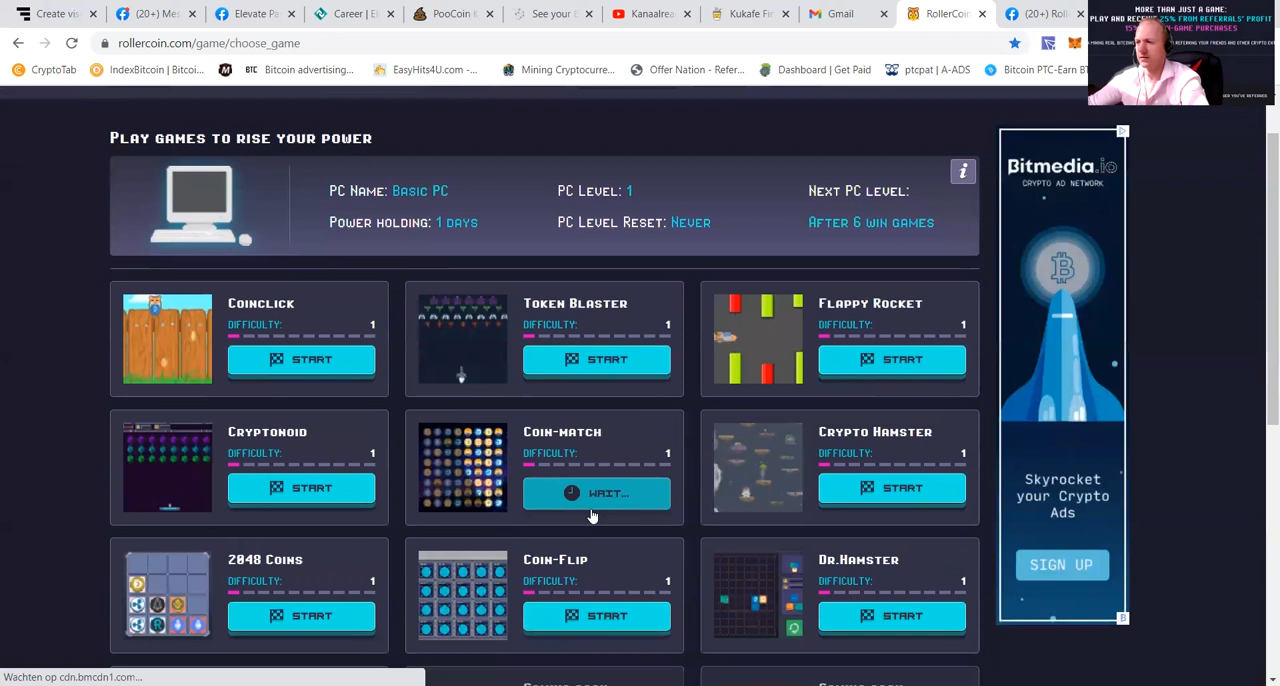 Create vis
(20+) Mes
Elevate Pa
Career | El
PooCoin
See your E
Kanaalrea
Kukafe Fi
Gmail
RollerCoi
(20+) Roll
rollercoin.com/game/choose_game
CryptoTab
IndexBitcoin | Bitcoi...
BTC Bitcoin advertising...
EasyHits4U.com -...
Mining Cryptocurre...
Offer Nation - Refer...
Dashboard | Get Paid
ptcpat | A-ADS
Bitcoin PTC-Earn BT
MORE THAN JUST A GAME:
PLAY AND RECEIVE 25% FROM REFERRALS' PROFIT
Play games to rise your power
PC Name: Basic PC
PC Level: 1
Next PC level:
Power holding: 1 days
PC Level Reset: Never
After 6 win games
i
Coinclick
Difficulty: 1
START
Token Blaster
Difficulty: 1
START
Flappy Rocket
Difficulty: 1
START
Cryptonoid
Difficulty: 1
START
Coin-match
Difficulty: 1
WAIT...
Crypto Hamster
Difficulty: 1
START
2048 Coins
Difficulty: 1
START
Coin-Flip
Difficulty: 1
START
Dr.Hamster
Difficulty: 1
START
Bitmedia.io
CRYPTO AD NETWORK
Skyrocket
your Crypto
Ads
SIGN UP
Wachten op cdn.bmcdn1.com...